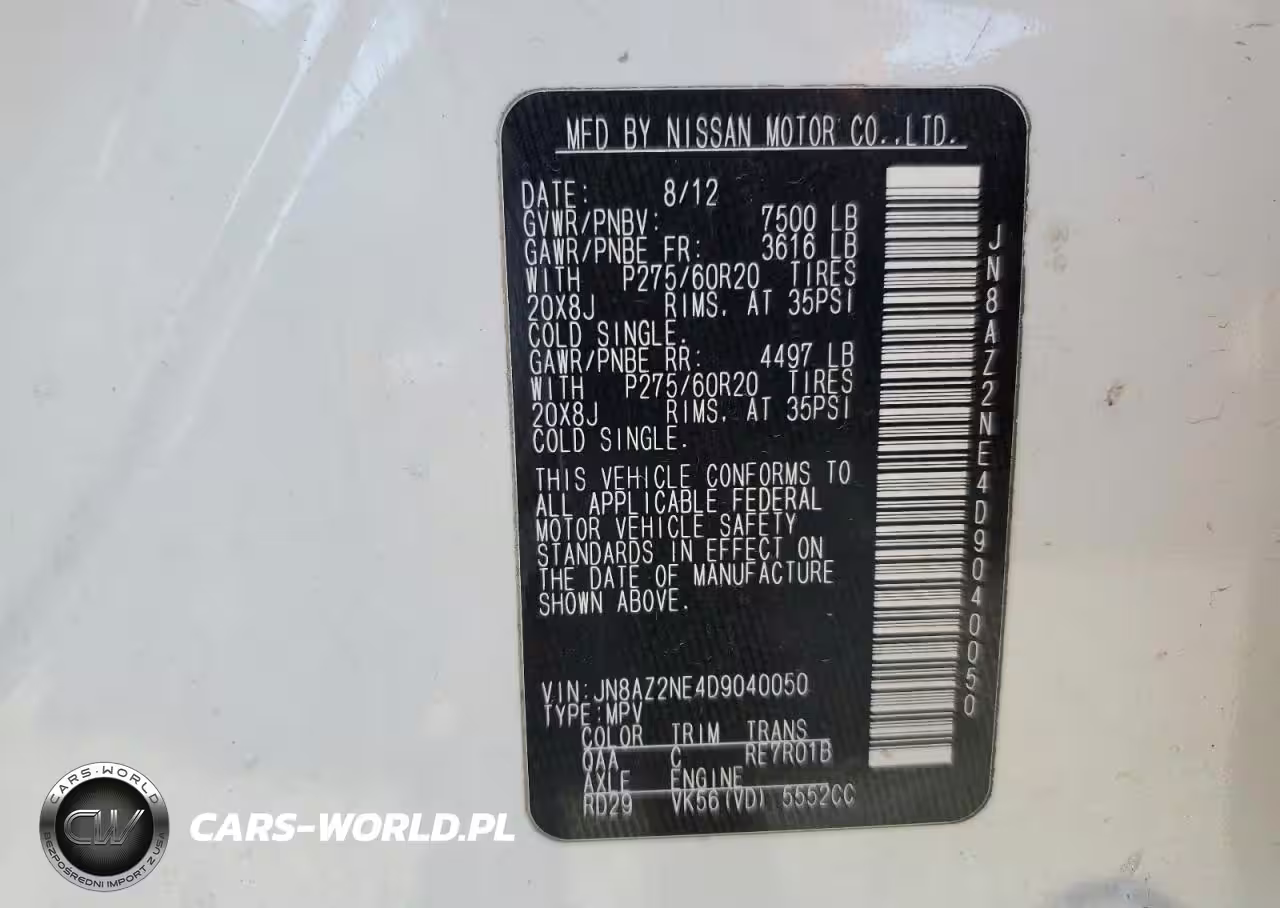 MFD BY NISSAN MOTOR CO.,LTD.
DATE: 8/12
GVWR/PNBV: 7500 LB
GAWR/PNBE FR: 3616 LB
WITH P275/60R20 TIRES
20X8J RIMS, AT 35PSI
COLD SINGLE.
GAWR/PNBE RR: 4497 LB
WITH P275/60R20 TIRES
20X8J RIMS, AT 35PSI
COLD SINGLE.
THIS VEHICLE CONFORMS TO
ALL APPLICABLE FEDERAL
MOTOR VEHICLE SAFETY
STANDARDS IN EFFECT ON
THE DATE OF MANUFACTURE
SHOWN ABOVE.
VIN:JN8AZ2NE4D9040050
TYPE:MPV
COLOR TRIM TRANS
QAA C RE7R01B
AXLE ENGINE
RD29 VK56(VD) 5552CC
JN8AZ2NE4D9040050
CARS-WORLD
CW
BEZPOŚREDNI IMPORT Z USA
CARS-WORLD.PL